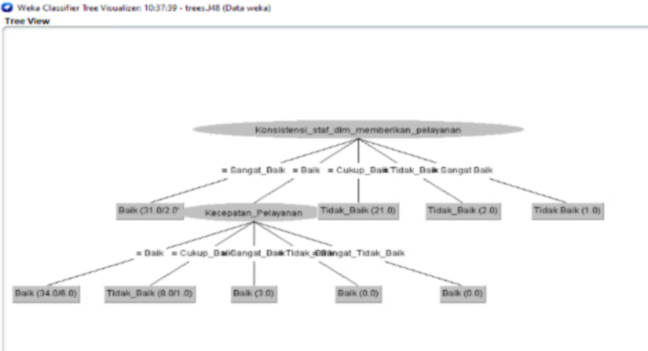 Weka Classifier Tree Visualizer: 10:37:39 - trees.J48 (Data weka)
Tree View
Konsistensi_staf_dlm_memberikan_pelayanan
= Sangat_Baik = Baik = Cukup_Baik Tidak_Baik Sangat Baik
Baik (31.0/2.0) Kecepatan_Pelayanan Tidak_Baik (21.0) Tidak_Baik (2.0) Tidak Baik (1.0)
= Baik = Cukup_Baik Sangat_Baik Tidak_ Sangat_Tidak_Baik
Baik (34.0/6.0) Tidak_Baik (8.0/1.0) Baik (3.0) Baik (0.0) Baik (0.0)